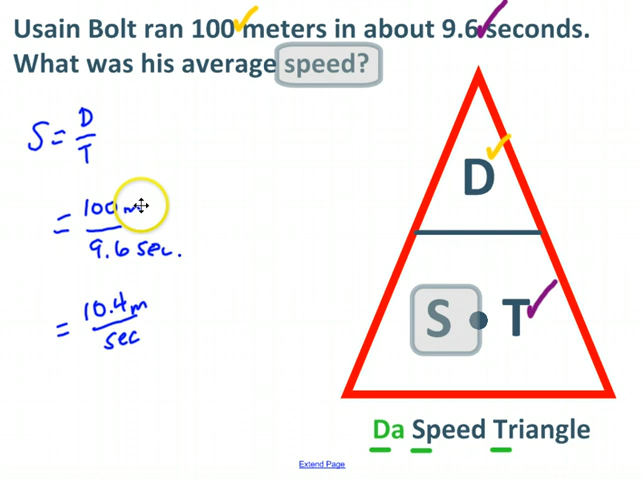 Usain Bolt ran 100 meters in about 9.6 seconds.
What was his average speed?
S = D
T
= 100 m
9.6 sec.
= 10.4 m
sec
D
S • T
Da Speed Triangle
Extend Page